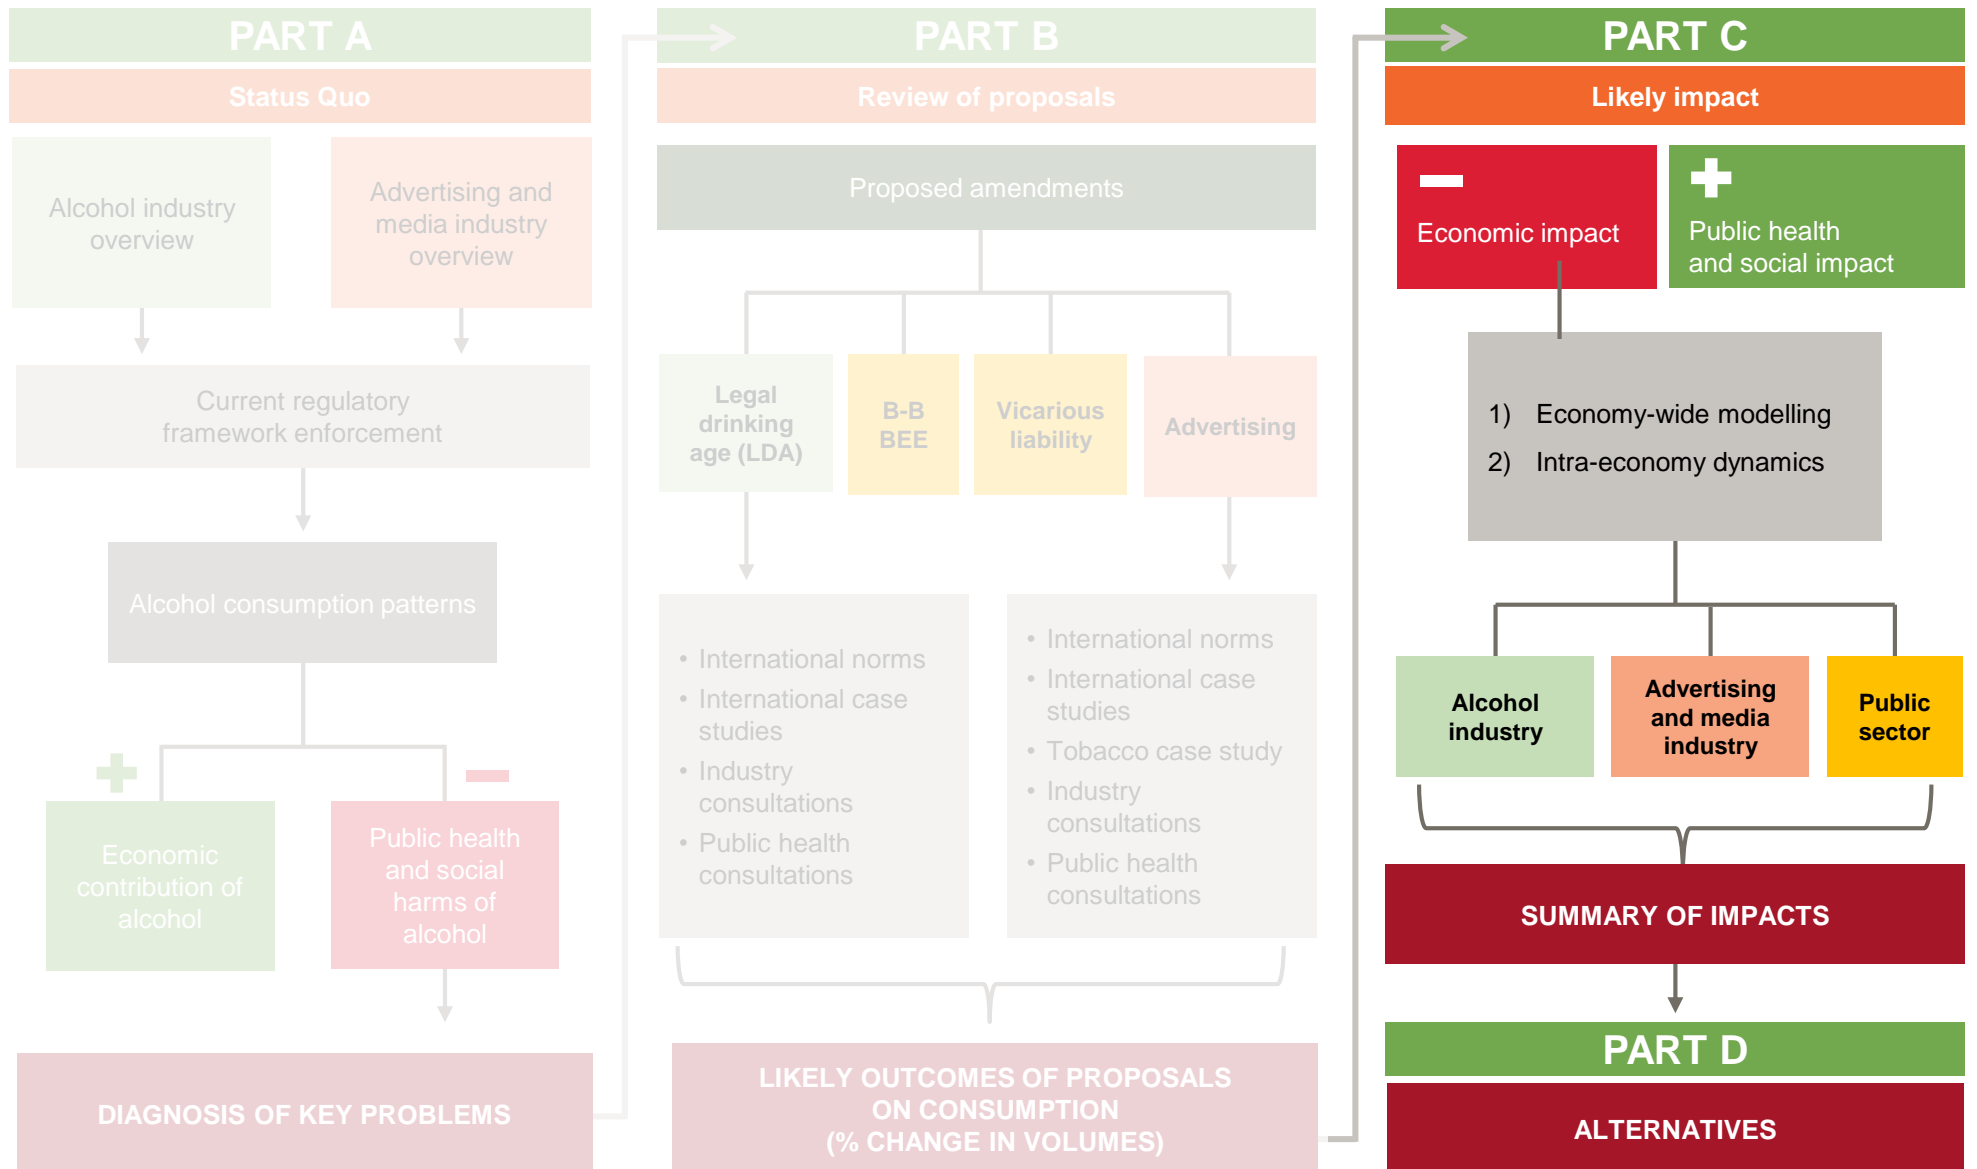 PART A
Status Quo
Alcohol industry
overview
Advertising and
media industry
overview
Current regulatory
framework enforcement
Alcohol consumption patterns
Economic
contribution of
alcohol
Public health
and social
harms of
alcohol
DIAGNOSIS OF KEY PROBLEMS
PART B
Review of proposals
Proposed amendments
Legal
drinking
age (LDA)
B-B
BEE
Vicarious
liability
Advertising
• International norms
• International case
studies
• Industry
consultations
• Public health
consultations
• International norms
• International case
studies
• Tobacco case study
• Industry
consultations
• Public health
consultations
LIKELY OUTCOMES OF PROPOSALS
ON CONSUMPTION
(% CHANGE IN VOLUMES)
PART C
Likely impact
Economic impact
Public health
and social impact
1) Economy-wide modelling
2) Intra-economy dynamics
Alcohol
industry
Advertising
and media
industry
Public
sector
SUMMARY OF IMPACTS
PART D
ALTERNATIVES